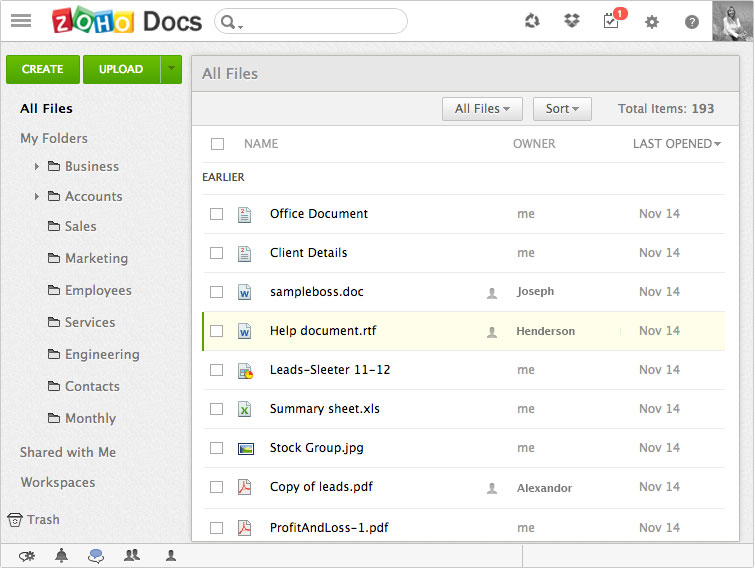 ZOHO Docs
1
CREATE
UPLOAD
All Files
My Folders
Business
Accounts
Sales
Marketing
Employees
Services
Engineering
Contacts
Monthly
Shared with Me
Workspaces
Trash
All Files
All Files Sort Total Items: 193
NAME OWNER LAST OPENED
EARLIER
Office Document me Nov 14
Client Details me Nov 14
sampleboss.doc Joseph Nov 14
Help document.rtf Henderson Nov 14
Leads-Sleeter 11-12 me Nov 14
Summary sheet.xls me Nov 14
Stock Group.jpg me Nov 14
Copy of leads.pdf Alexandor Nov 14
ProfitAndLoss-1.pdf me Nov 14